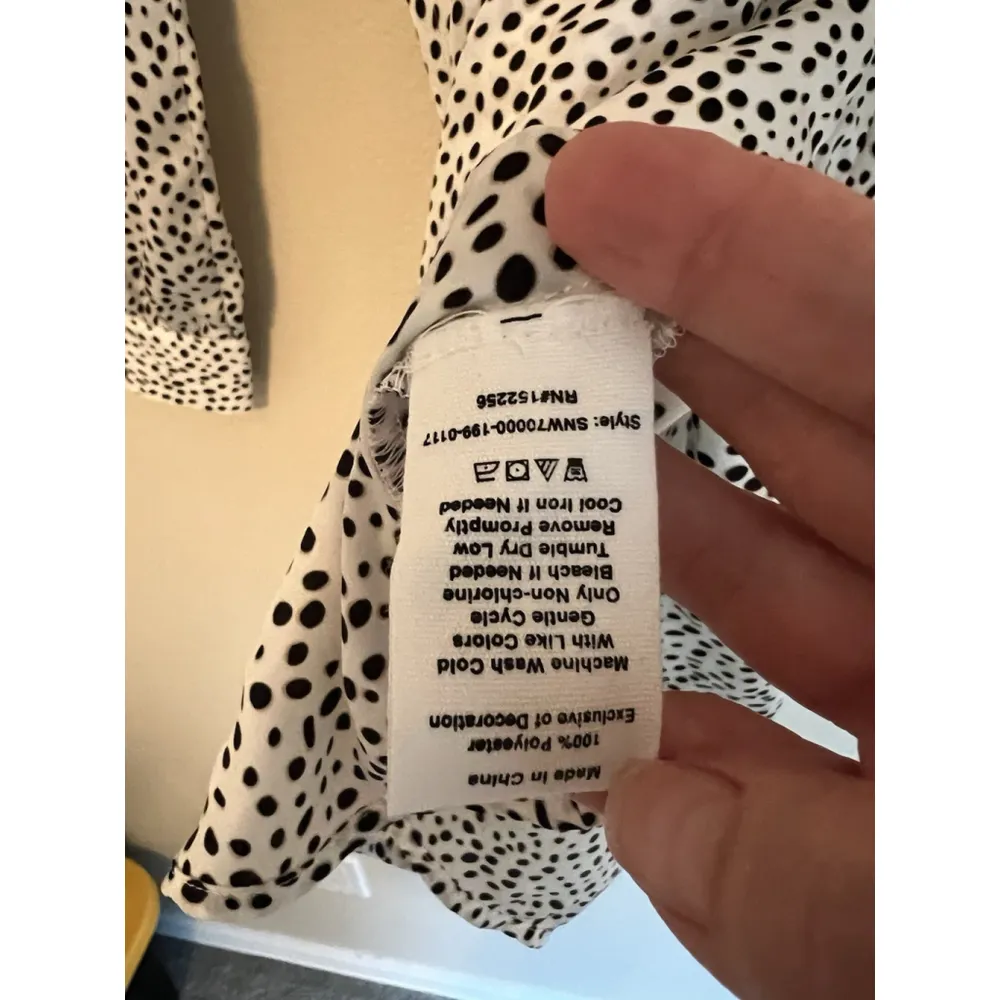 Made in China
100% Polyester
Exclusive of Decoration
Machine Wash Cold
With Like Colors
Gentle Cycle
Only Non-chlorine
Bleach If Needed
Tumble Dry Low
Remove Promptly
Cool Iron If Needed
Style: SNW70000-199-0117
RN#152256